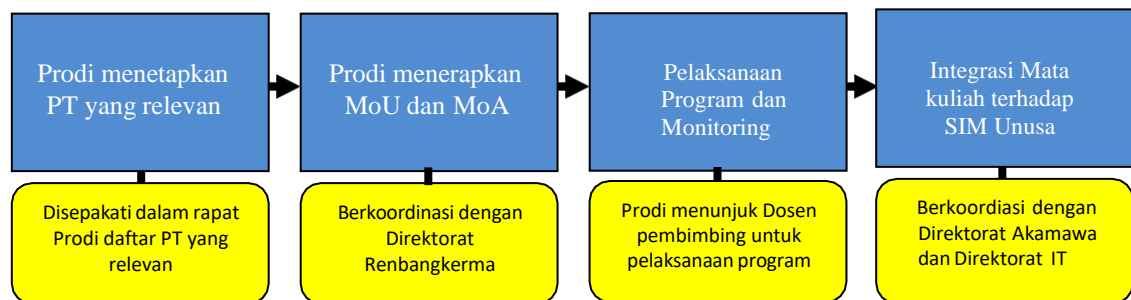 Prodi menetapkan
PT yang relevan
Prodi menerapkan
MoU dan MoA
Pelaksanaan
Program dan
Monitoring
Integrasi Mata
kuliah terhadap
SIM Unusa
Disepakati dalam rapat
Prodi daftar PT yang
relevan
Berkoordinasi dengan
Direktorat
Renbangkerma
Prodi menunjuk Dosen
pembimbing untuk
pelaksanaan program
Berkoordiasi dengan
Direktorat Akamawa
dan Direktorat IT